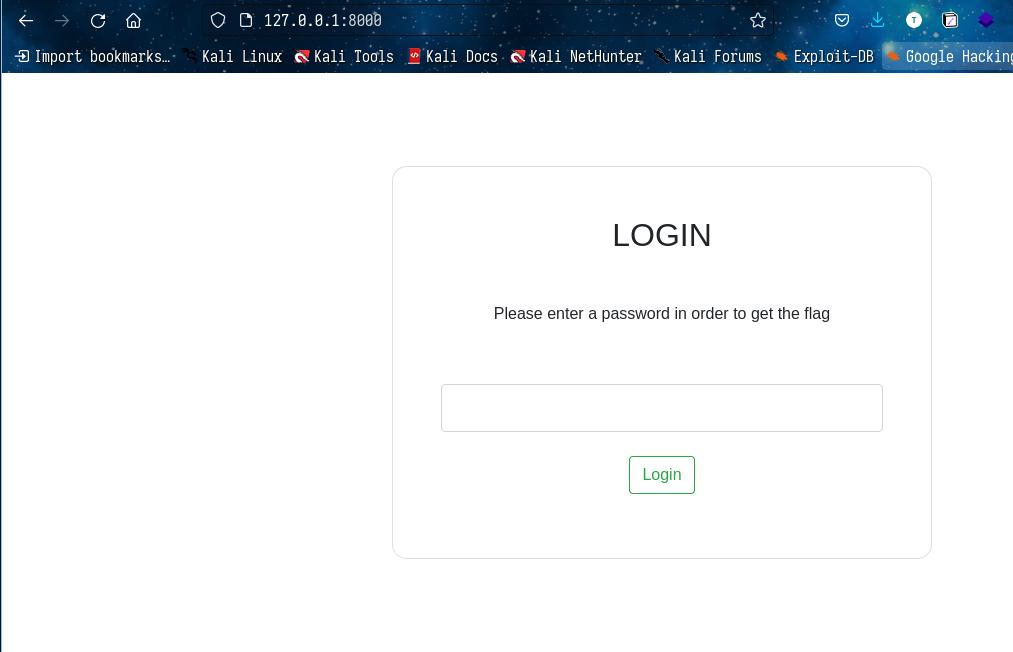 127.0.0.1:8000
Import bookmarks… Kali Linux Kali Tools Kali Docs Kali NetHunter Kali Forums Exploit-DB Google Hacking
LOGIN
Please enter a password in order to get the flag
Login